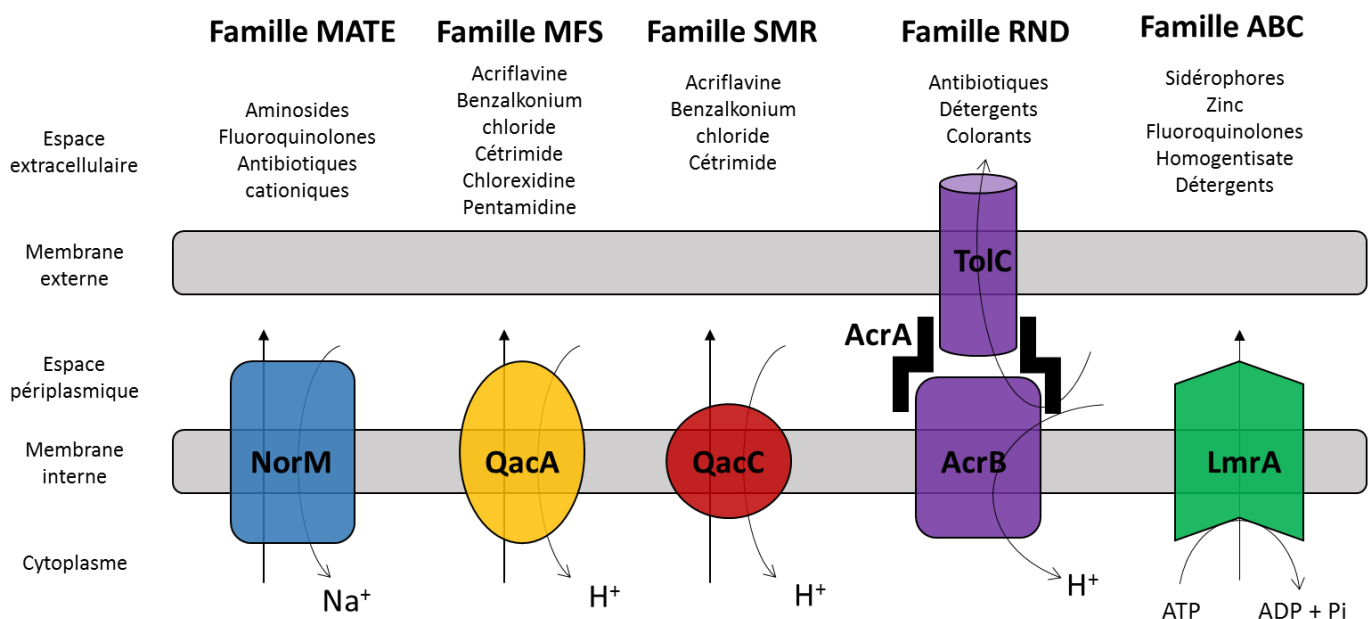 Famille MATE
Famille MFS
Famille SMR
Famille RND
Famille ABC
Espace
extracellulaire
Aminosides
Fluoroquinolones
Antibiotiques
cationiques
Acriflavine
Benzalkonium
chloride
Cétrimide
Chlorexidine
Pentamidine
Acriflavine
Benzalkonium
chloride
Cétrimide
Antibiotiques
Détergents
Colorants
Sidérophores
Zinc
Fluoroquinolones
Homogentisate
Détergents
Membrane
externe
TolC
Espace
périplasmique
AcrA
Membrane
interne
NorM
QacA
QacC
AcrB
LmrA
Cytoplasme
Na⁺
H⁺
H⁺
H⁺
ATP
ADP + Pi